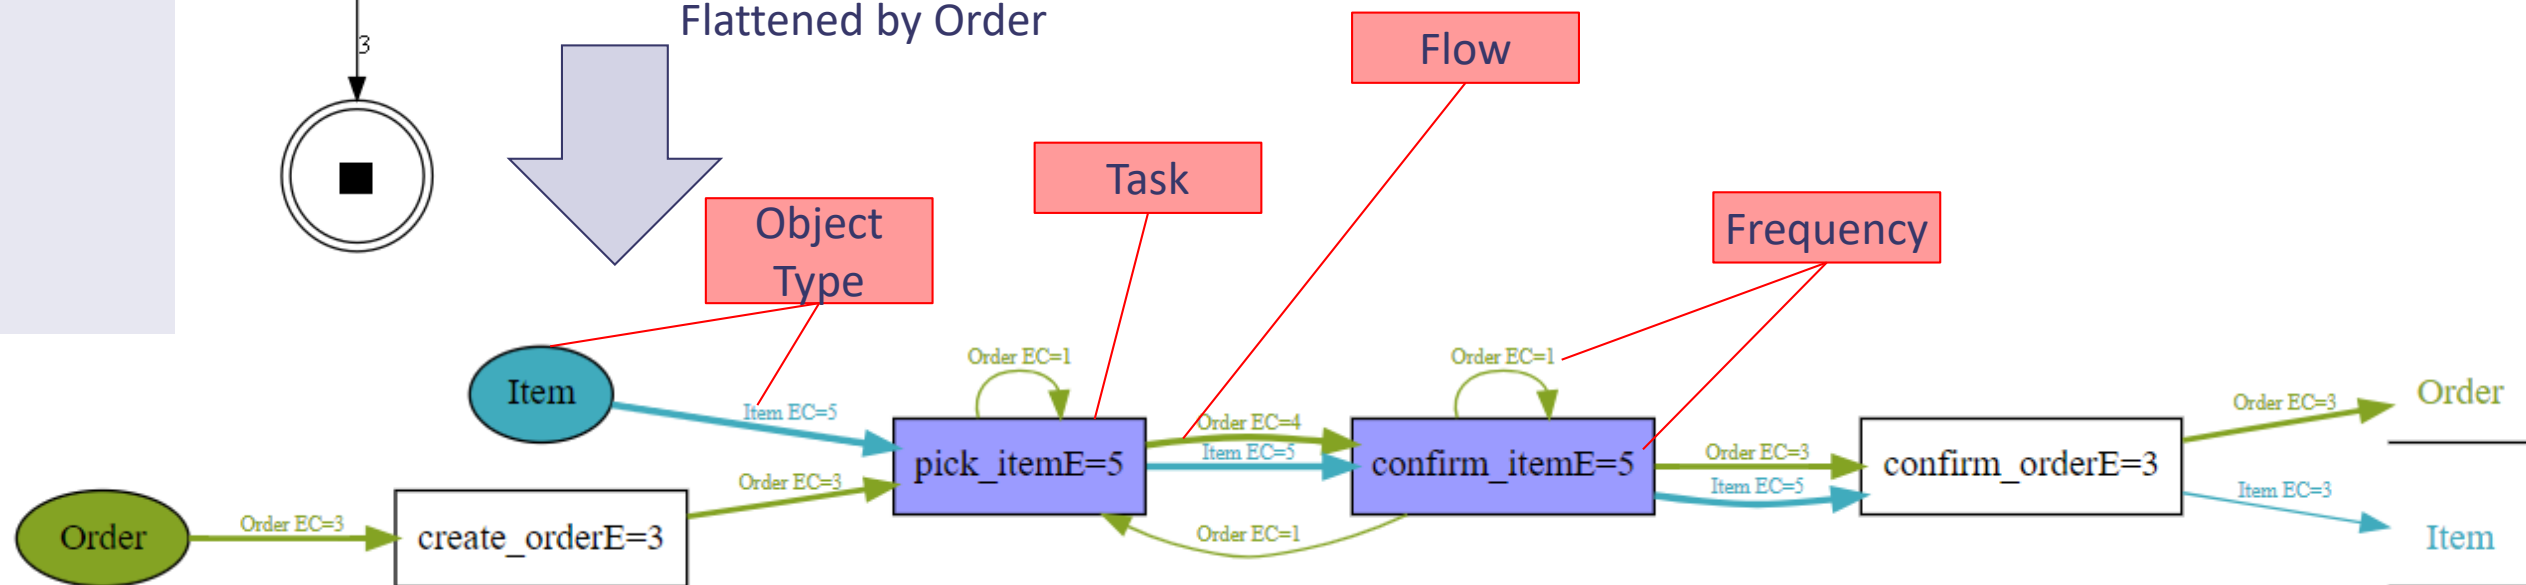 Flattened by Order
3
Flow
Task
Object
Type
Frequency
Order EC=1
Order EC=1
Item
Item EC=5
Order EC=4
Item EC=5
pick_itemE=5
confirm_itemE=5
Order EC=3
Item EC=5
confirm_orderE=3
Order EC=3
Order
Item EC=3
Item
Order EC=3
Order
Order EC=3
create_orderE=3
Order EC=1